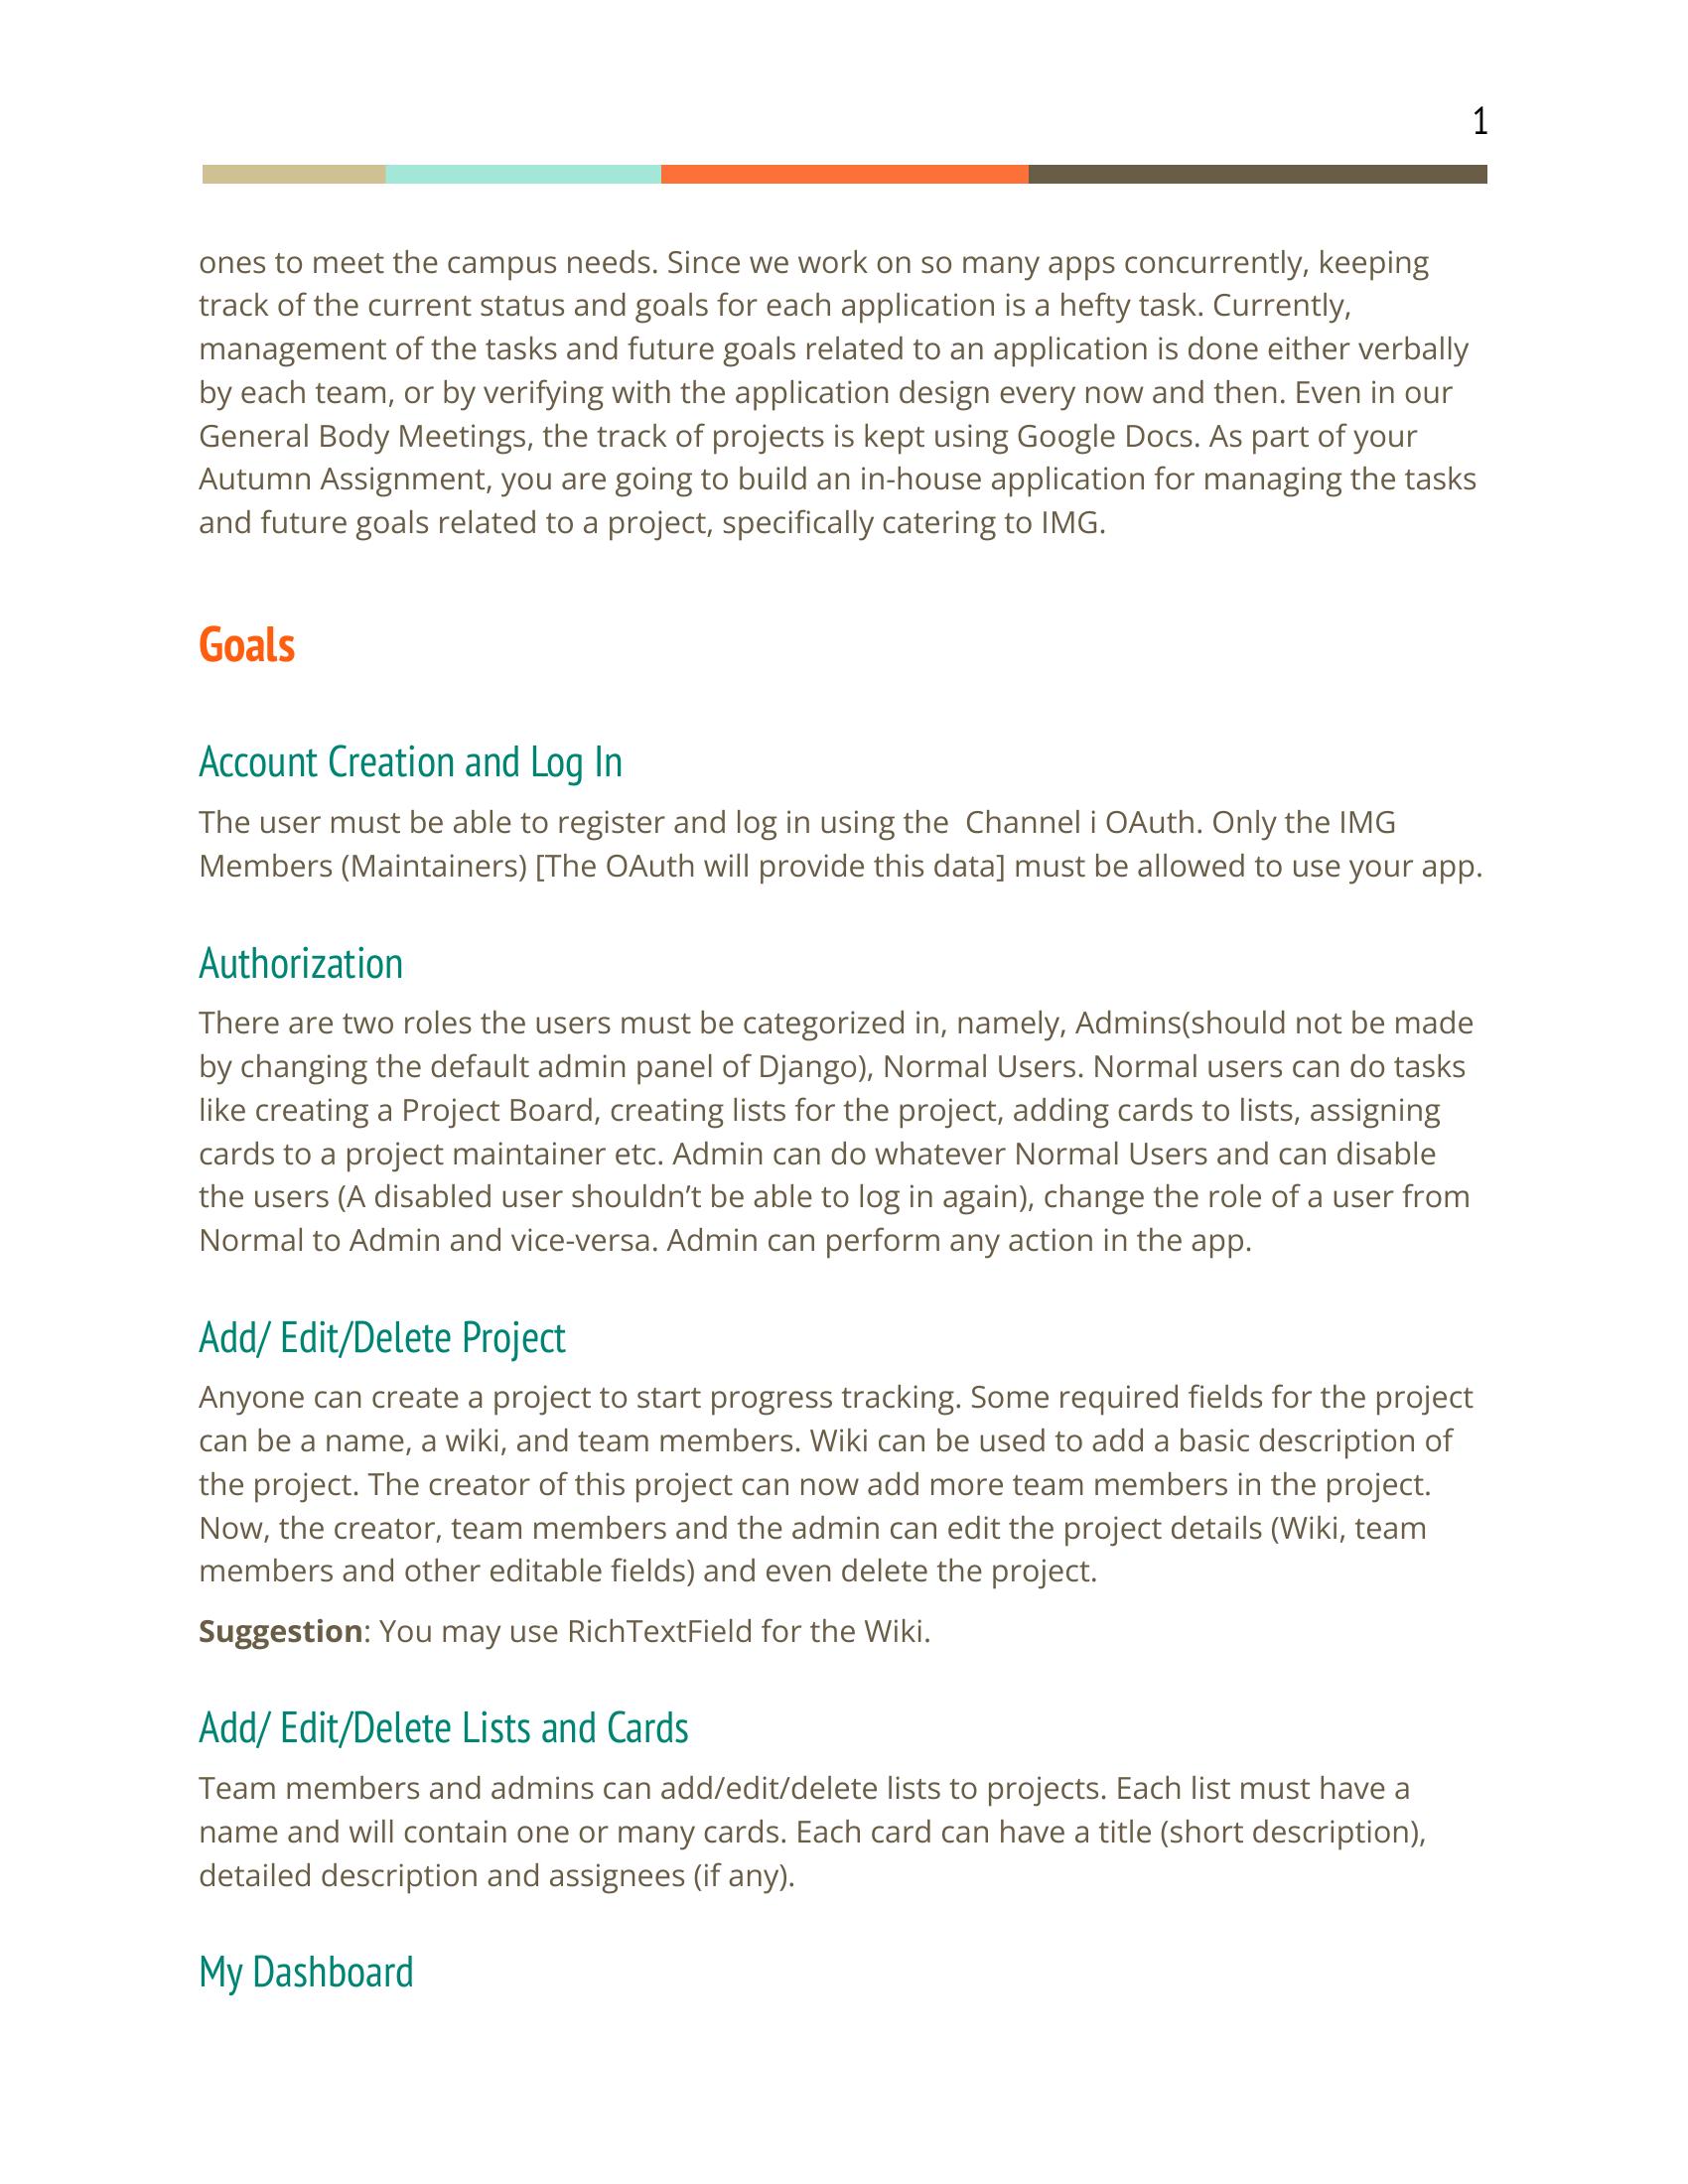 1
ones to meet the campus needs. Since we work on so many apps concurrently, keeping
track of the current status and goals for each application is a hefty task. Currently,
management of the tasks and future goals related to an application is done either verbally
by each team, or by verifying with the application design every now and then. Even in our
General Body Meetings, the track of projects is kept using Google Docs. As part of your
Autumn Assignment, you are going to build an in-house application for managing the tasks
and future goals related to a project, specifically catering to IMG.
Goals
Account Creation and Log In
The user must be able to register and log in using the  Channel i OAuth. Only the IMG
Members (Maintainers) [The OAuth will provide this data] must be allowed to use your app.
Authorization
There are two roles the users must be categorized in, namely, Admins(should not be made
by changing the default admin panel of Django), Normal Users. Normal users can do tasks
like creating a Project Board, creating lists for the project, adding cards to lists, assigning
cards to a project maintainer etc. Admin can do whatever Normal Users and can disable
the users (A disabled user shouldn’t be able to log in again), change the role of a user from
Normal to Admin and vice-versa. Admin can perform any action in the app.
Add/ Edit/Delete Project
Anyone can create a project to start progress tracking. Some required fields for the project
can be a name, a wiki, and team members. Wiki can be used to add a basic description of
the project. The creator of this project can now add more team members in the project.
Now, the creator, team members and the admin can edit the project details (Wiki, team
members and other editable fields) and even delete the project.
Suggestion: You may use RichTextField for the Wiki.
Add/ Edit/Delete Lists and Cards
Team members and admins can add/edit/delete lists to projects. Each list must have a
name and will contain one or many cards. Each card can have a title (short description),
detailed description and assignees (if any).
My Dashboard